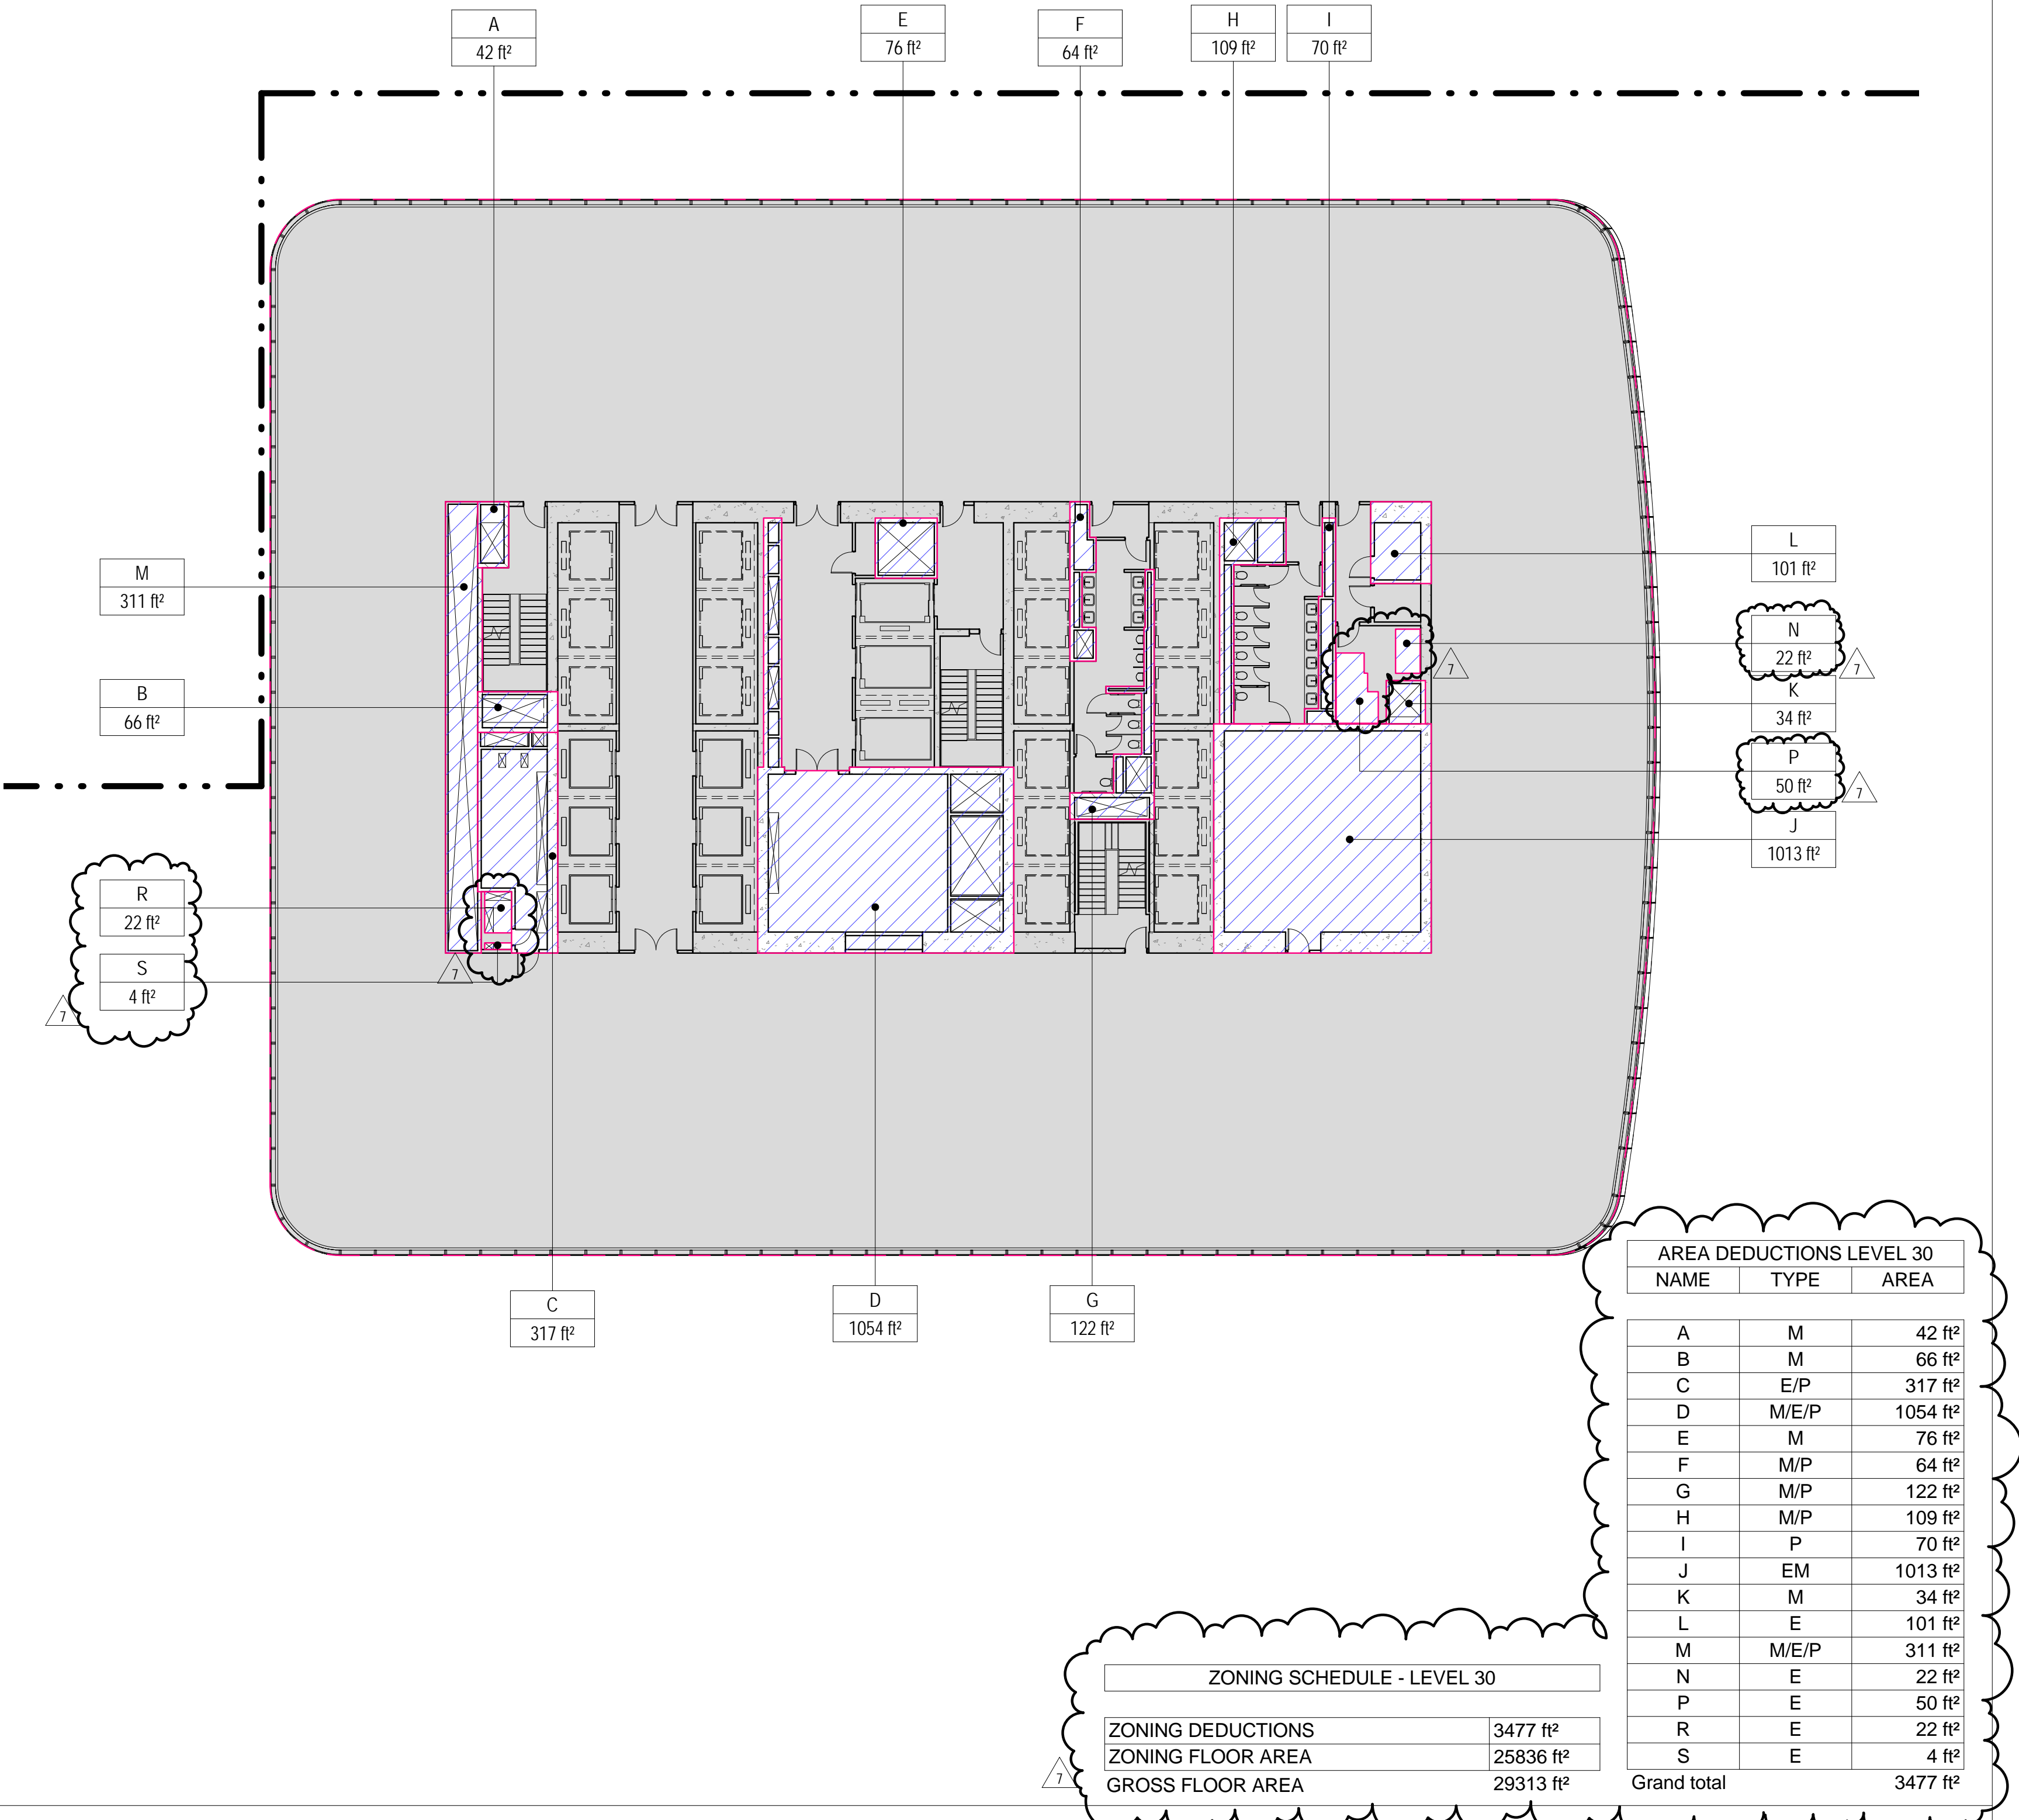 A
42 ft²
E
76 ft²
F
64 ft²
H
109 ft²
I
70 ft²
M
311 ft²
B
66 ft²
R
22 ft²
S
4 ft²
7
7
L
101 ft²
N
22 ft²
7
7
K
34 ft²
P
50 ft²
7
J
1013 ft²
C
317 ft²
D
1054 ft²
G
122 ft²
AREA DEDUCTIONS LEVEL 30
NAME TYPE AREA
A M 42 ft²
B M 66 ft²
C E/P 317 ft²
D M/E/P 1054 ft²
E M 76 ft²
F M/P 64 ft²
G M/P 122 ft²
H M/P 109 ft²
I P 70 ft²
J EM 1013 ft²
K M 34 ft²
L E 101 ft²
M M/E/P 311 ft²
N E 22 ft²
P E 50 ft²
R E 22 ft²
S E 4 ft²
Grand total 3477 ft²
ZONING SCHEDULE - LEVEL 30
ZONING DEDUCTIONS 3477 ft²
ZONING FLOOR AREA 25836 ft²
GROSS FLOOR AREA 29313 ft²
7